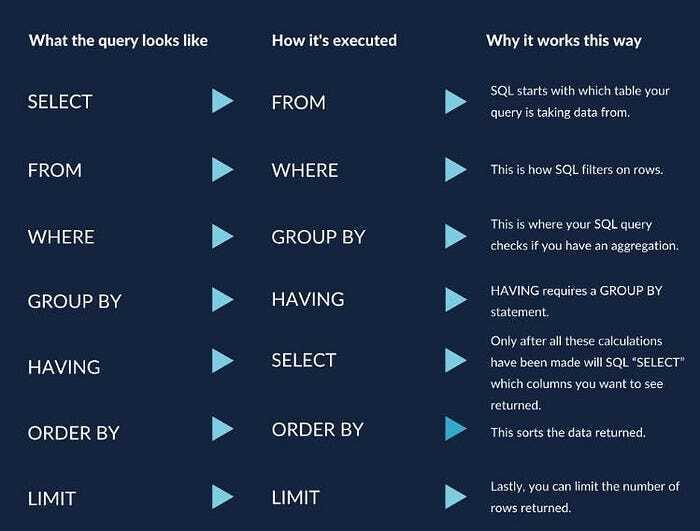 What the query looks like
How it's executed
Why it works this way
SELECT
FROM
SQL starts with which table your
query is taking data from.
FROM
WHERE
This is how SQL filters on rows.
WHERE
GROUP BY
This is where your SQL query
checks if you have an aggregation.
GROUP BY
HAVING
HAVING requires a GROUP BY
statement.
HAVING
SELECT
Only after all these calculations
have been made will SQL “SELECT”
which columns you want to see
returned.
ORDER BY
ORDER BY
This sorts the data returned.
LIMIT
LIMIT
Lastly, you can limit the number of
rows returned.